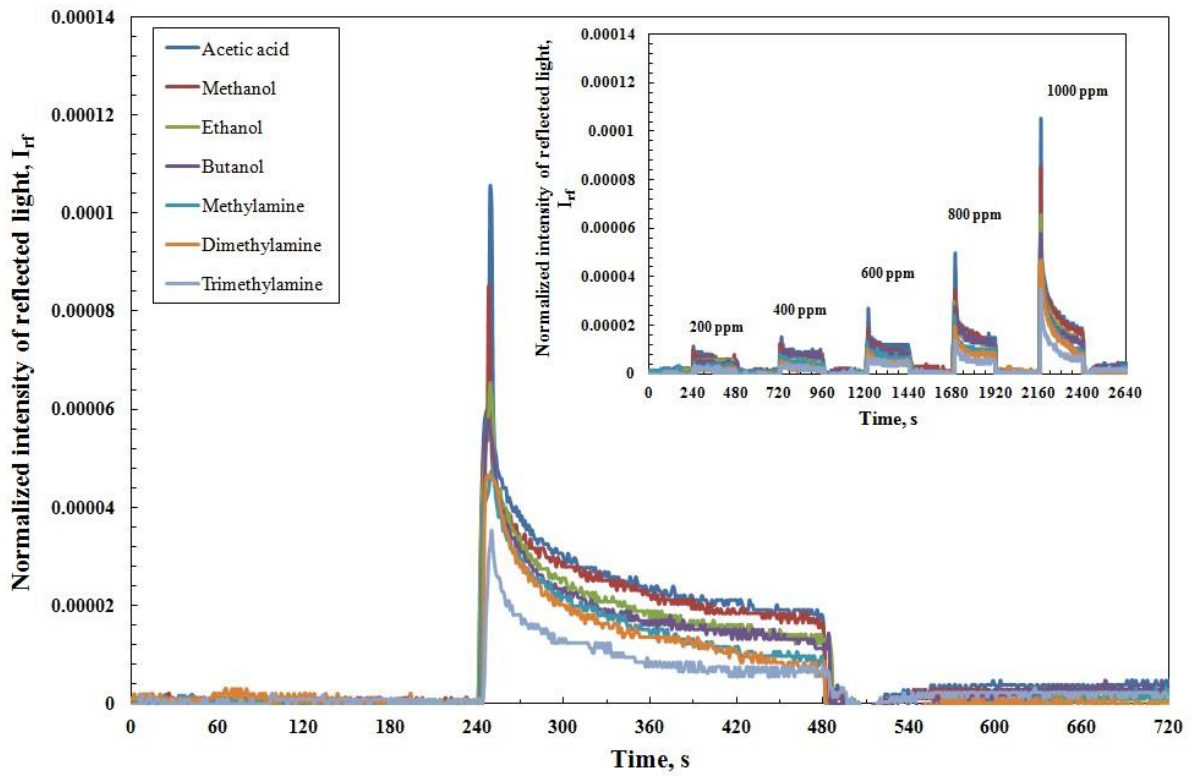 0.00014
0.00012
0.0001
0.00008
0.00006
0.00004
0.00002
0
Normalized intensity of reflected light, Irf
Acetic acid
Methanol
Ethanol
Butanol
Methylamine
Dimethylamine
Trimethylamine
0 60 120 180 240 300 360 420 480 540 600 660 720
Time, s
0.00014
0.00012
0.0001
0.00008
0.00006
0.00004
0.00002
0
Normalized intensity of reflected light,
Irf
200 ppm
400 ppm
600 ppm
800 ppm
1000 ppm
0 240 480 720 960 1200 1440 1680 1920 2160 2400 2640
Time, s